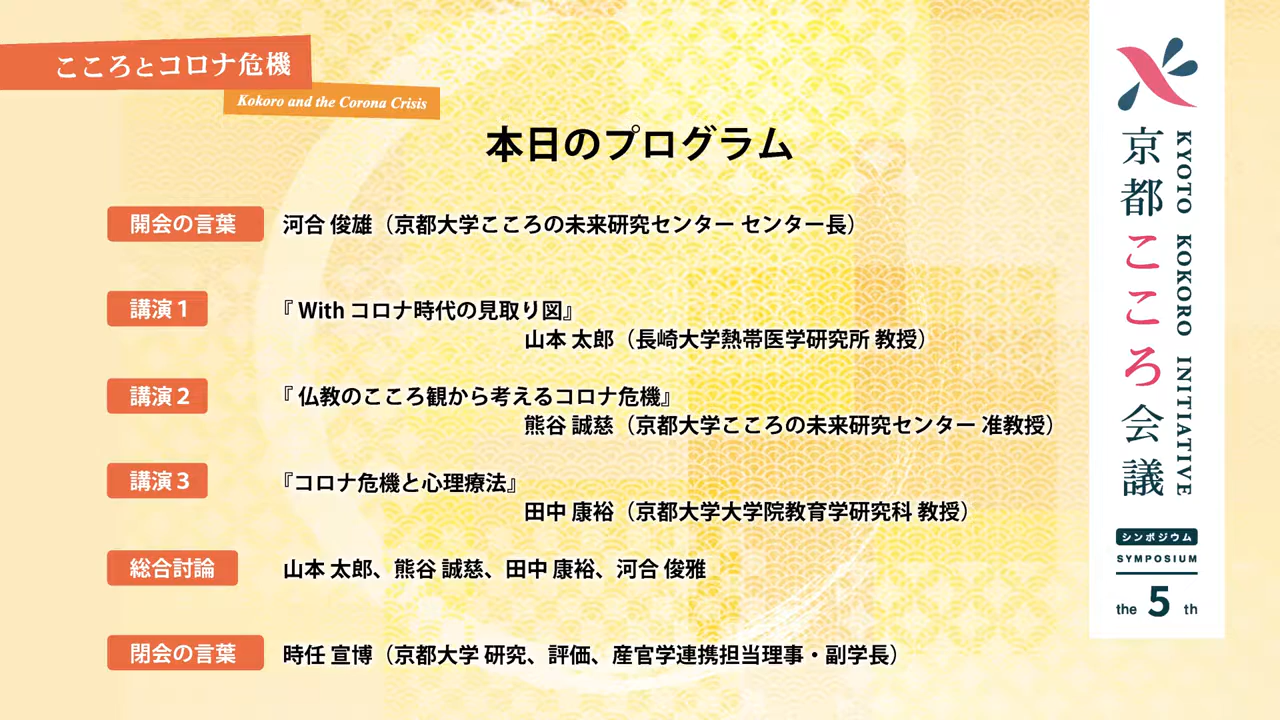 こころとコロナ危機
Kokoro and the Corona Crisis
本日のプログラム
開会の言葉 河合 俊雄（京都大学こころの未来研究センター センター長）
講演１ 『 With コロナ時代の見取り図』
山本 太郎（長崎大学熱帯医学研究所 教授）
講演２ 『 仏教のこころ観から考えるコロナ危機』
熊谷 誠慈（京都大学こころの未来研究センター 准教授）
講演３ 『コロナ危機と心理療法』
田中 康裕（京都大学大学院教育学研究科 教授）
総合討論 山本 太郎、熊谷 誠慈、田中 康裕、河合 俊雅
閉会の言葉 時任 宣博（京都大学 研究、評価、産官学連携担当理事・副学長）
京都こころ会議
KYOTO KOKORO INITIATIVE
シンポジウム
SYMPOSIUM
the 5 th